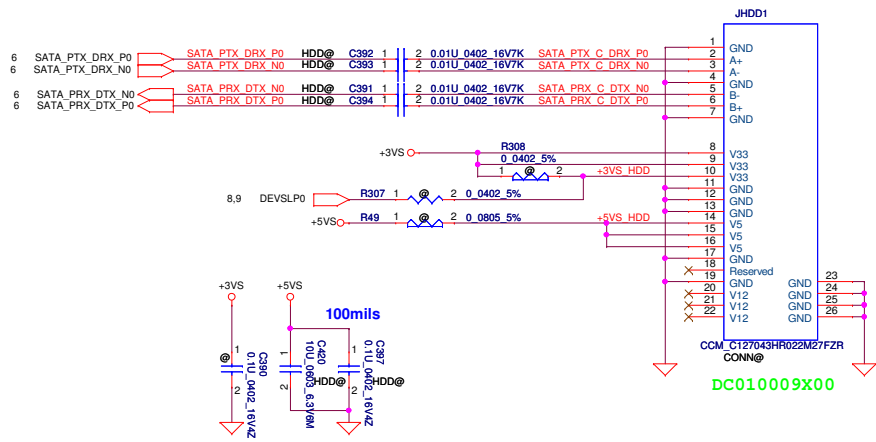 JHDD1
6 SATA_PTX_DRX_P0 SATA_PTX_DRX_P0 HDD@ C392 1 2 0.01U_0402_16V7K SATA_PTX_C_DRX_P0
6 SATA_PTX_DRX_N0 SATA_PTX_DRX_N0 HDD@ C393 1 2 0.01U_0402_16V7K SATA_PTX_C_DRX_N0
6 SATA_PRX_DTX_N0 SATA_PRX_DTX_N0 HDD@ C391 1 2 0.01U_0402_16V7K SATA_PRX_C_DTX_N0
6 SATA_PRX_DTX_P0 SATA_PRX_DTX_P0 HDD@ C394 1 2 0.01U_0402_16V7K SATA_PRX_C_DTX_P0
1 GND
2 A+
3 A-
4 GND
5 B-
6 B+
7 GND
+3VS R308
0_0402_5%
1 @ 2 +3VS_HDD
8,9 DEVSLP0 R307 1 @ 2 0_0402_5%
+5VS R49 1 @ 2 0_0805_5% +5VS_HDD
8 V33
9 V33
10 V33
11 GND
12 GND
13 GND
14 V5
15 V5
16 V5
17 GND
18 Reserved
19 GND
20 V12
21 V12
22 V12
GND 23
GND 24
GND 25
GND 26
CCM_C127043HR022M27FZR
CONN@
DC010009X00
+3VS
+5VS
100mils
@ 1 2 C390
0.1U_0402_16V4Z
1 2 C420
10U_0603_6.3V6M
HDD@
1 2 C397
0.1U_0402_16V4Z
HDD@